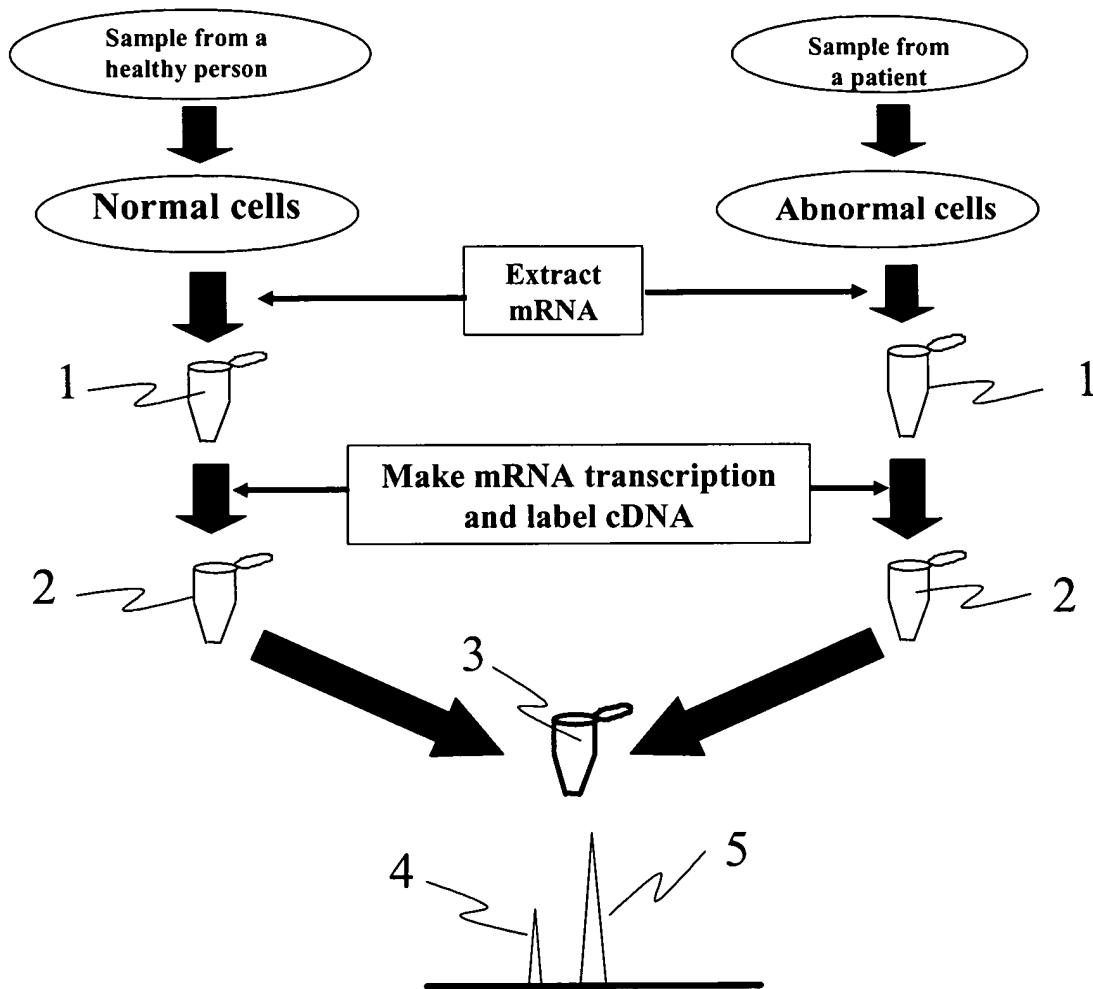 Sample from a
healthy person
Sample from
a patient
Normal cells
Abnormal cells
Extract
mRNA
1
1
Make mRNA transcription
and label cDNA
2
2
3
4
5